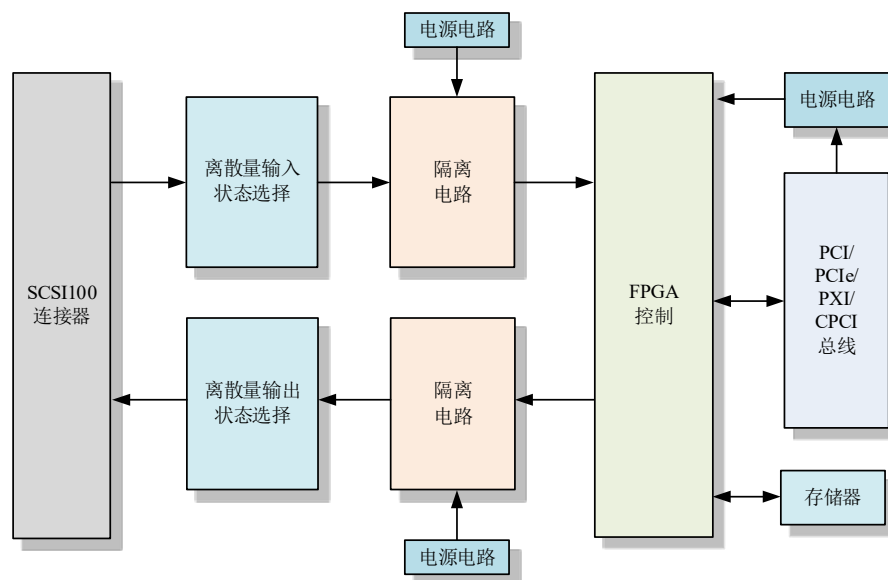 电源电路
电源电路
离散量输入
状态选择
隔离
电路
SCSI100
连接器
FPGA
控制
PCI/
PCIe/
PXI/
CPCI
总线
离散量输出
状态选择
隔离
电路
存储器
电源电路